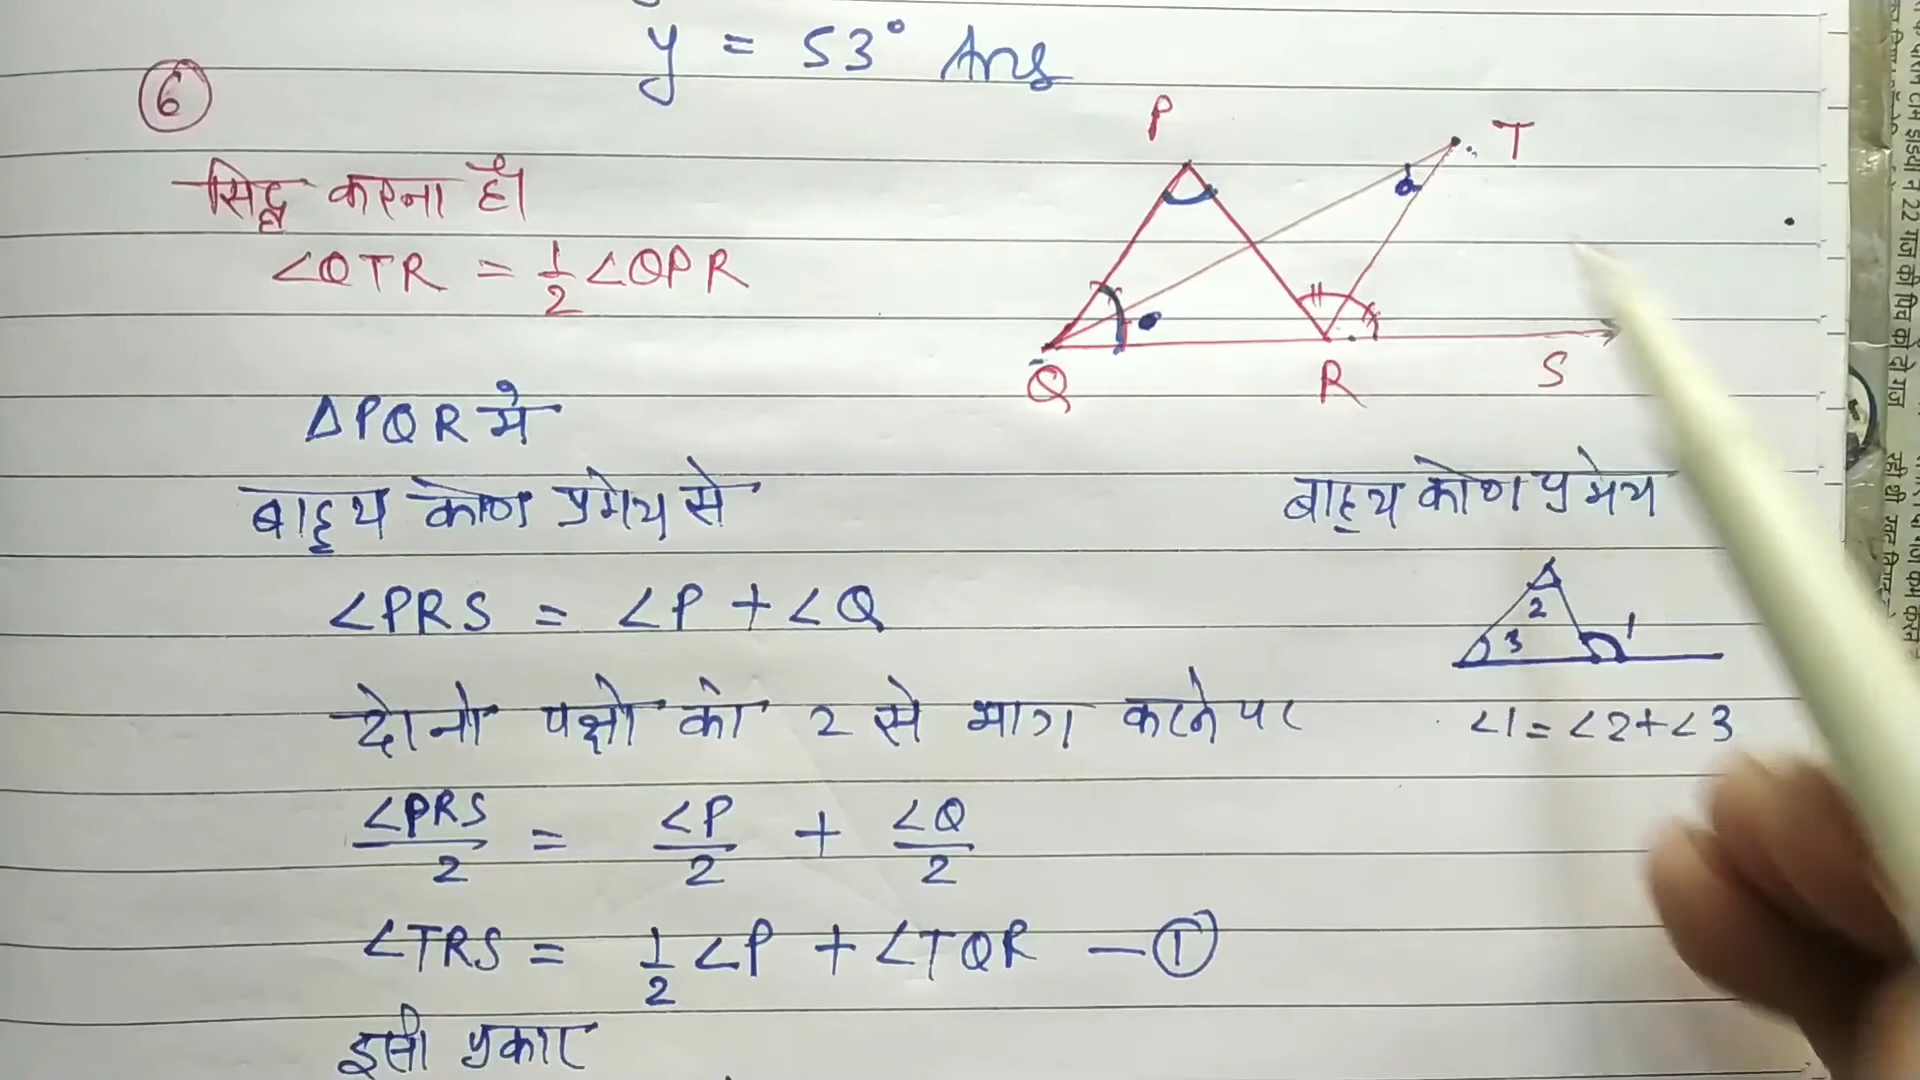 y = 53° Ans
6
सिद्ध करना है।
∠QTR = 1/2 ∠QPR
P
T
Q
R
S
ΔPQR मे
बाह्य कोण प्रमेय से
∠PRS = ∠P + ∠Q
दोनो पक्षो को 2 से भाग करने पर
∠PRS/2 = ∠P/2 + ∠Q/2
∠TRS = 1/2 ∠P + ∠TQR — ①
इसी प्रकार
बाह्य कोण प्रमेय
2
3
1
∠1 = ∠2 + ∠3